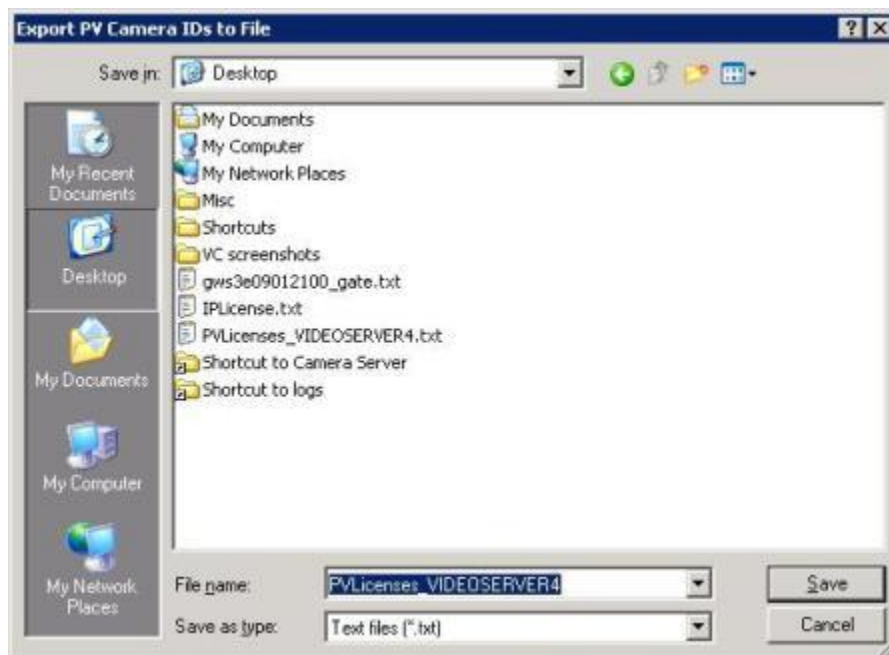 Export PV Camera IDs to File
Save in:
Desktop
My Recent
Documents
Desktop
My Documents
My Computer
My Network
Places
My Documents
My Computer
My Network Places
Misc
Shortcuts
VC screenshots
gws3e09012100_gate.txt
IPLicense.txt
PVLicenses_VIDEOSERVER4.txt
Shortcut to Camera Server
Shortcut to logs
File name:
PVLicenses_VIDEOSERVER4
Save
Save as type:
Text files (*.txt)
Cancel